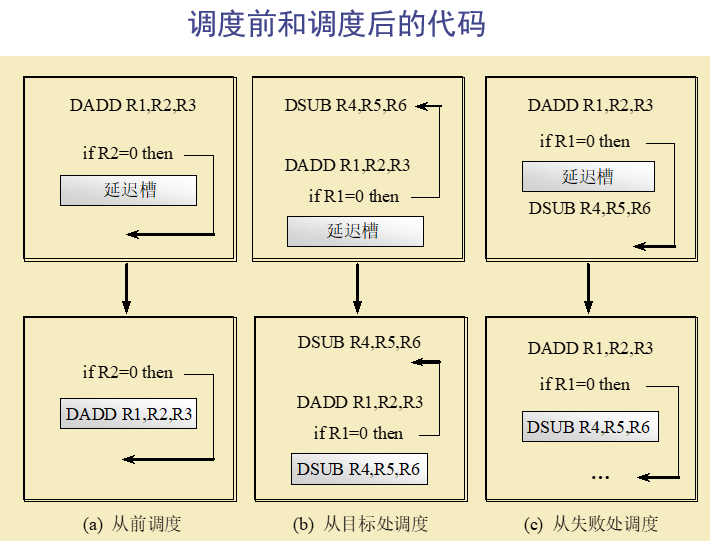 调度前和调度后的代码
DADD R1,R2,R3
if R2=0 then
延迟槽
DSUB R4,R5,R6
DADD R1,R2,R3
if R1=0 then
延迟槽
DADD R1,R2,R3
if R1=0 then
延迟槽
DSUB R4,R5,R6
if R2=0 then
DADD R1,R2,R3
DSUB R4,R5,R6
DADD R1,R2,R3
if R1=0 then
DSUB R4,R5,R6
DADD R1,R2,R3
if R1=0 then
DSUB R4,R5,R6
…
(a) 从前调度
(b) 从目标处调度
(c) 从失败处调度